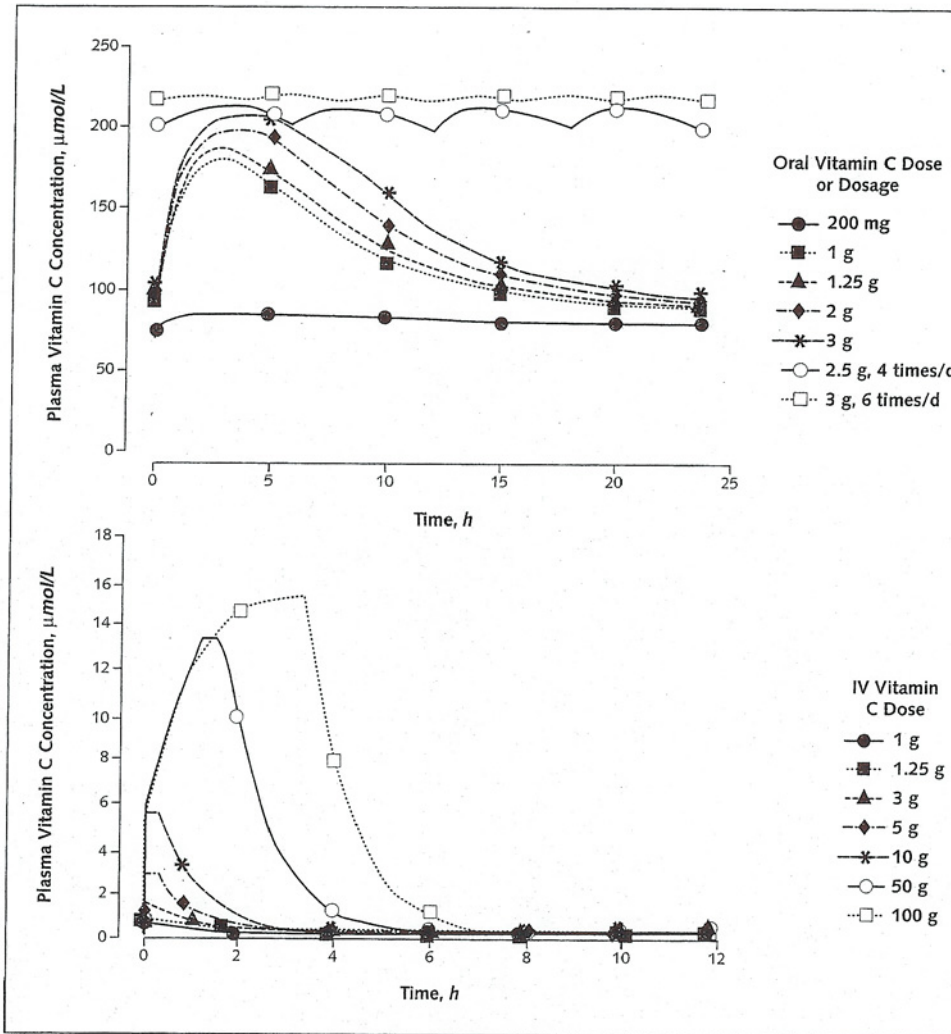 Plasma Vitamin C Concentration, μmol/L
250
200
150
100
50
0
0 5 10 15 20 25
Time, h
Oral Vitamin C Dose
or Dosage
200 mg
1 g
1.25 g
2 g
3 g
2.5 g, 4 times/d
3 g, 6 times/d
Plasma Vitamin C Concentration, μmol/L
18
16
14
12
10
8
6
4
2
0
0 2 4 6 8 10 12
Time, h
IV Vitamin
C Dose
1 g
1.25 g
3 g
5 g
10 g
50 g
100 g